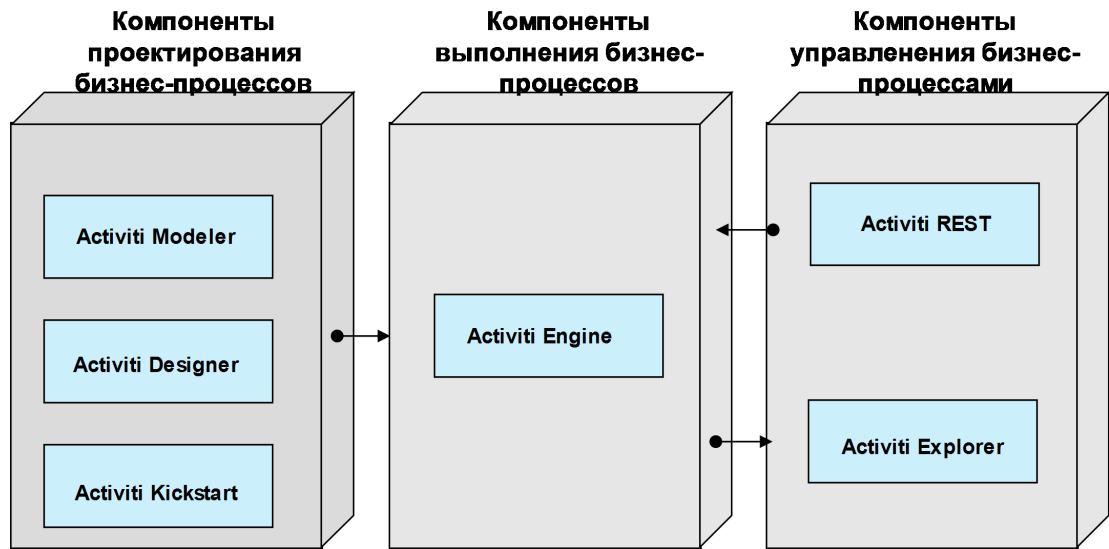 Компоненты
проектирования
бизнес-процессов
Компоненты
выполнения бизнес-
процессов
Компоненты
управленения бизнес-
процессами
Activiti Modeler
Activiti Designer
Activiti Kickstart
Activiti Engine
Activiti REST
Activiti Explorer